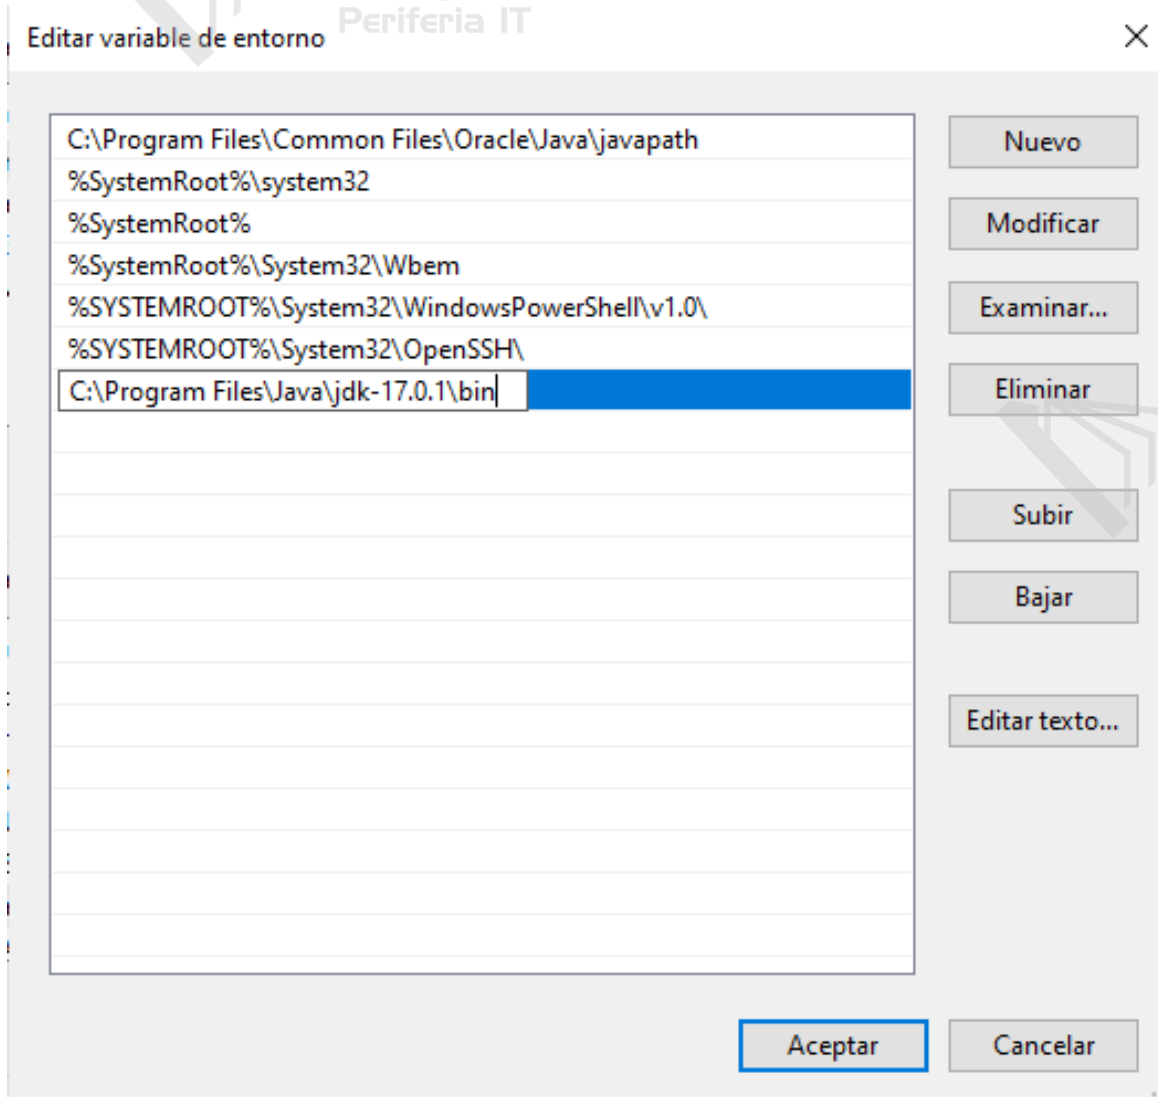 Periferia IT
Editar variable de entorno
C:\Program Files\Common Files\Oracle\Java\javapath
%SystemRoot%\system32
%SystemRoot%
%SystemRoot%\System32\Wbem
%SYSTEMROOT%\System32\WindowsPowerShell\v1.0\
%SYSTEMROOT%\System32\OpenSSH\
C:\Program Files\Java\jdk-17.0.1\bin
Nuevo
Modificar
Examinar...
Eliminar
Subir
Bajar
Editar texto...
Aceptar
Cancelar